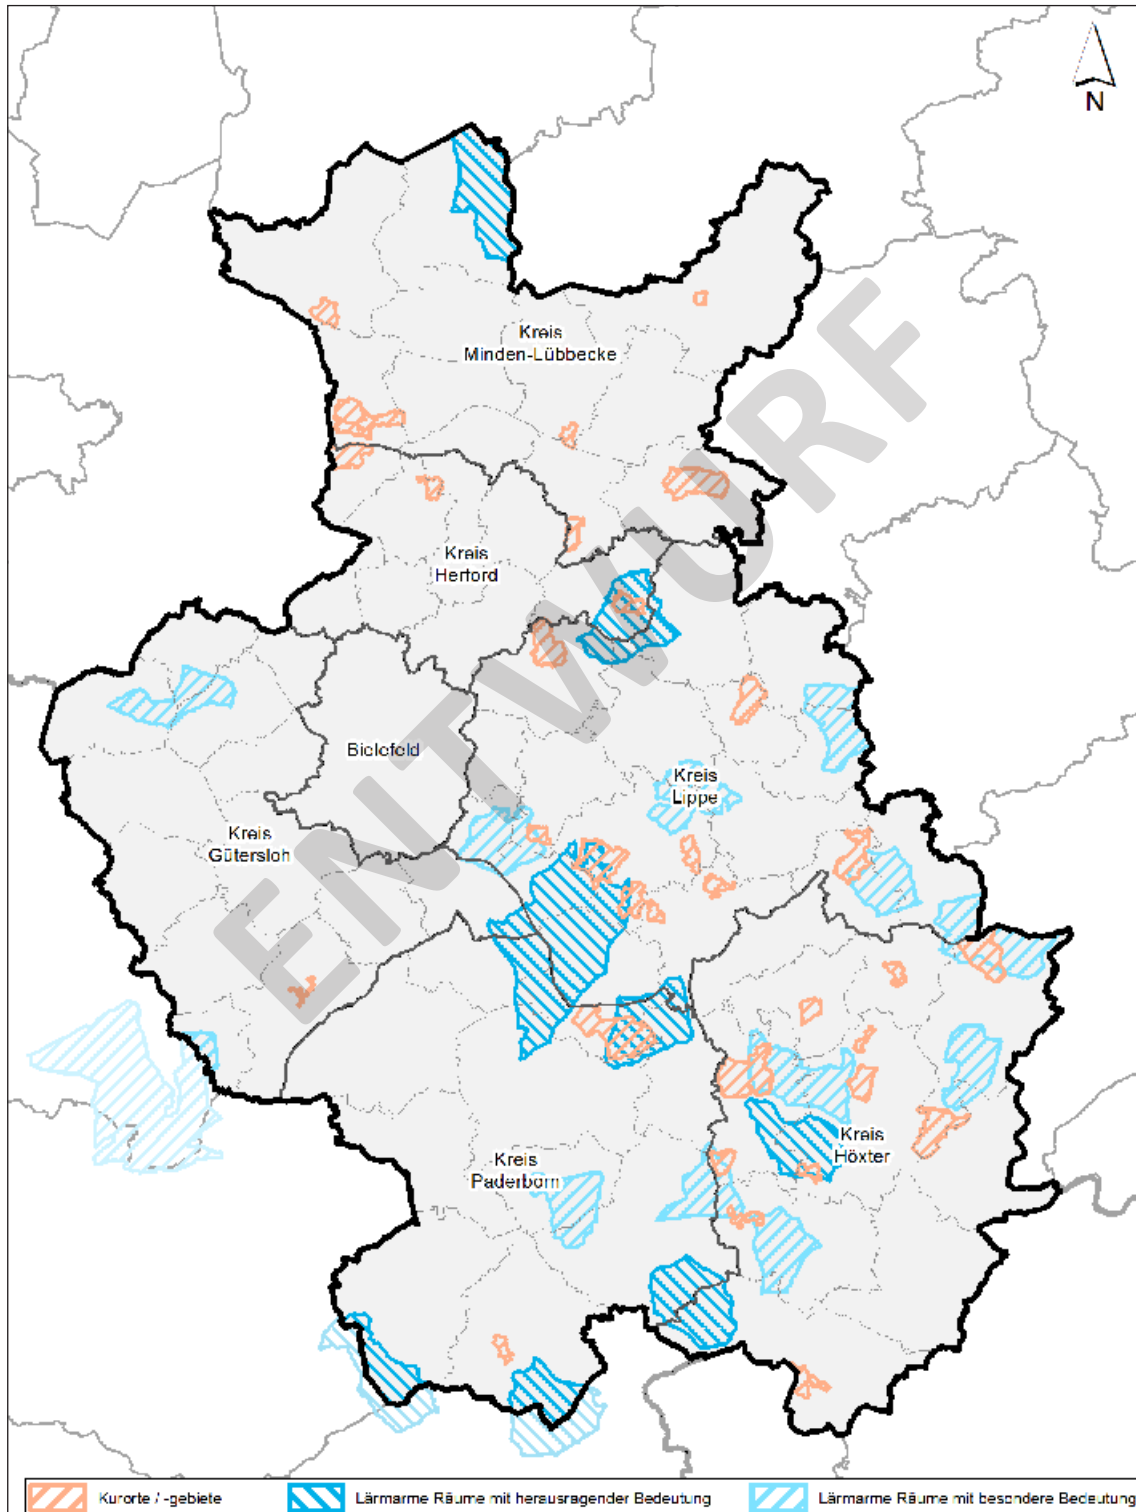 N
Kreis
Minden-Lübbecke
Kreis
Herford
Bielefeld
Kreis
Lippe
Kreis
Gütersloh
Kreis
Höxter
Kreis
Paderborn
ENTWURF
Kurorte / -gebiete
Lärmarme Räume mit herausragender Bedeutung
Lärmarme Räume mit besondere Bedeutung